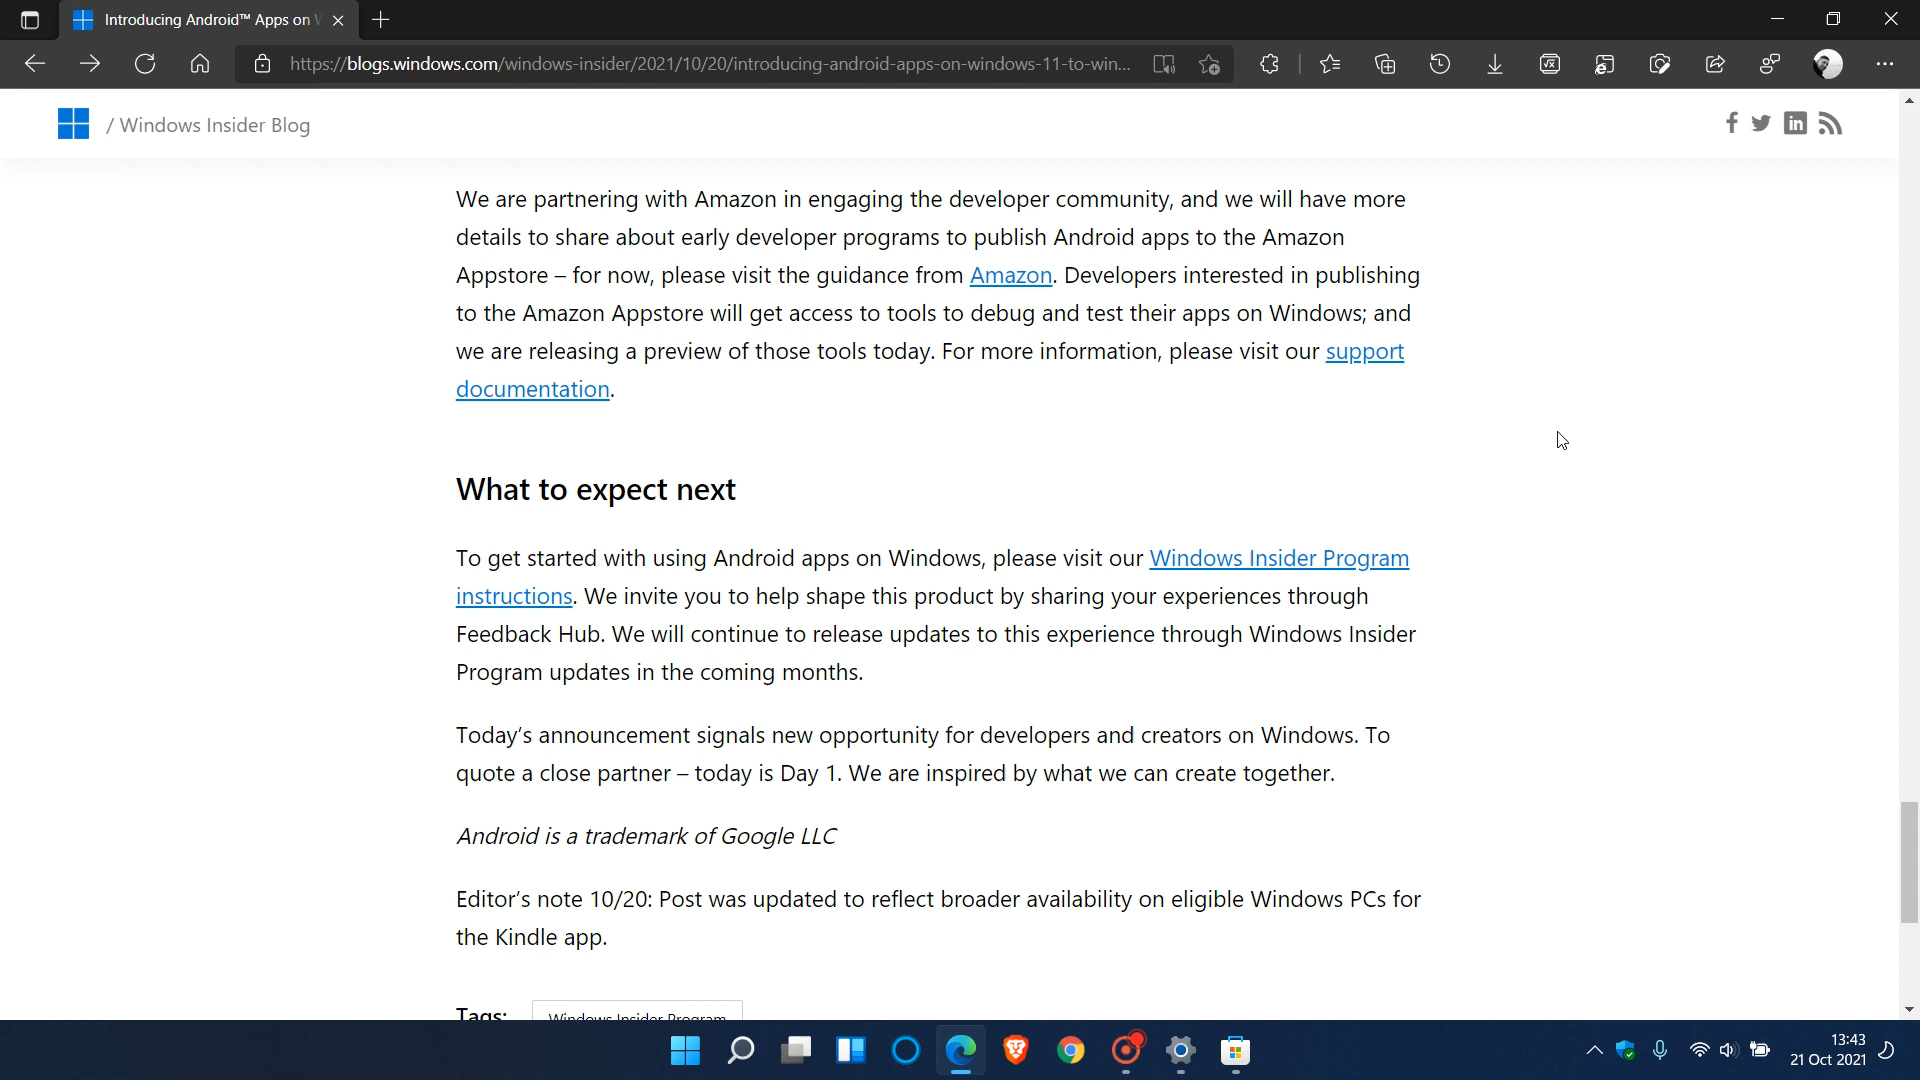 Introducing Android™ Apps on
https://blogs.windows.com/windows-insider/2021/10/20/introducing-android-apps-on-windows-11-to-win...
/ Windows Insider Blog
We are partnering with Amazon in engaging the developer community, and we will have more
details to share about early developer programs to publish Android apps to the Amazon
Appstore – for now, please visit the guidance from Amazon. Developers interested in publishing
to the Amazon Appstore will get access to tools to debug and test their apps on Windows; and
we are releasing a preview of those tools today. For more information, please visit our support
documentation.
What to expect next
To get started with using Android apps on Windows, please visit our Windows Insider Program
instructions. We invite you to help shape this product by sharing your experiences through
Feedback Hub. We will continue to release updates to this experience through Windows Insider
Program updates in the coming months.
Today's announcement signals new opportunity for developers and creators on Windows. To
quote a close partner – today is Day 1. We are inspired by what we can create together.
Android is a trademark of Google LLC
Editor's note 10/20: Post was updated to reflect broader availability on eligible Windows PCs for
the Kindle app.
Tags: Windows Insider Program
13:43
21 Oct 2021